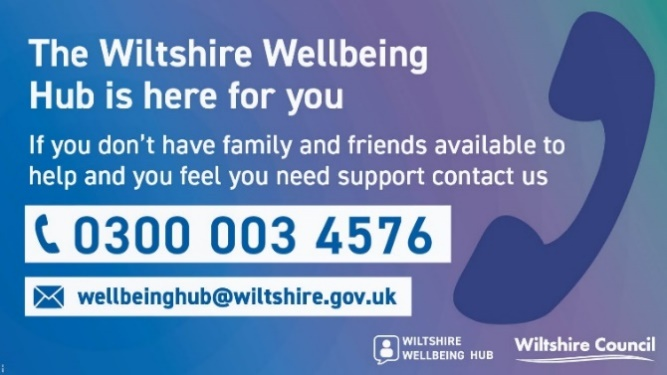 The Wiltshire Wellbeing
Hub is here for you
If you don't have family and friends available to
help and you feel you need support contact us
0300 003 4576
wellbeinghub@wiltshire.gov.uk
WILTSHIRE
WELLBEING HUB
Wiltshire Council